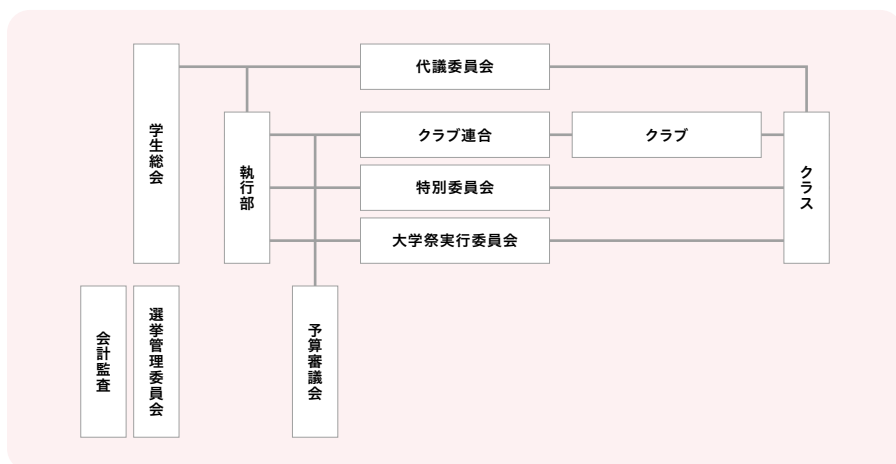 学生総会
執行部
代議委員会
クラブ連合
クラブ
特別委員会
大学祭実行委員会
クラス
会計監査
選挙管理委員会
予算審議会